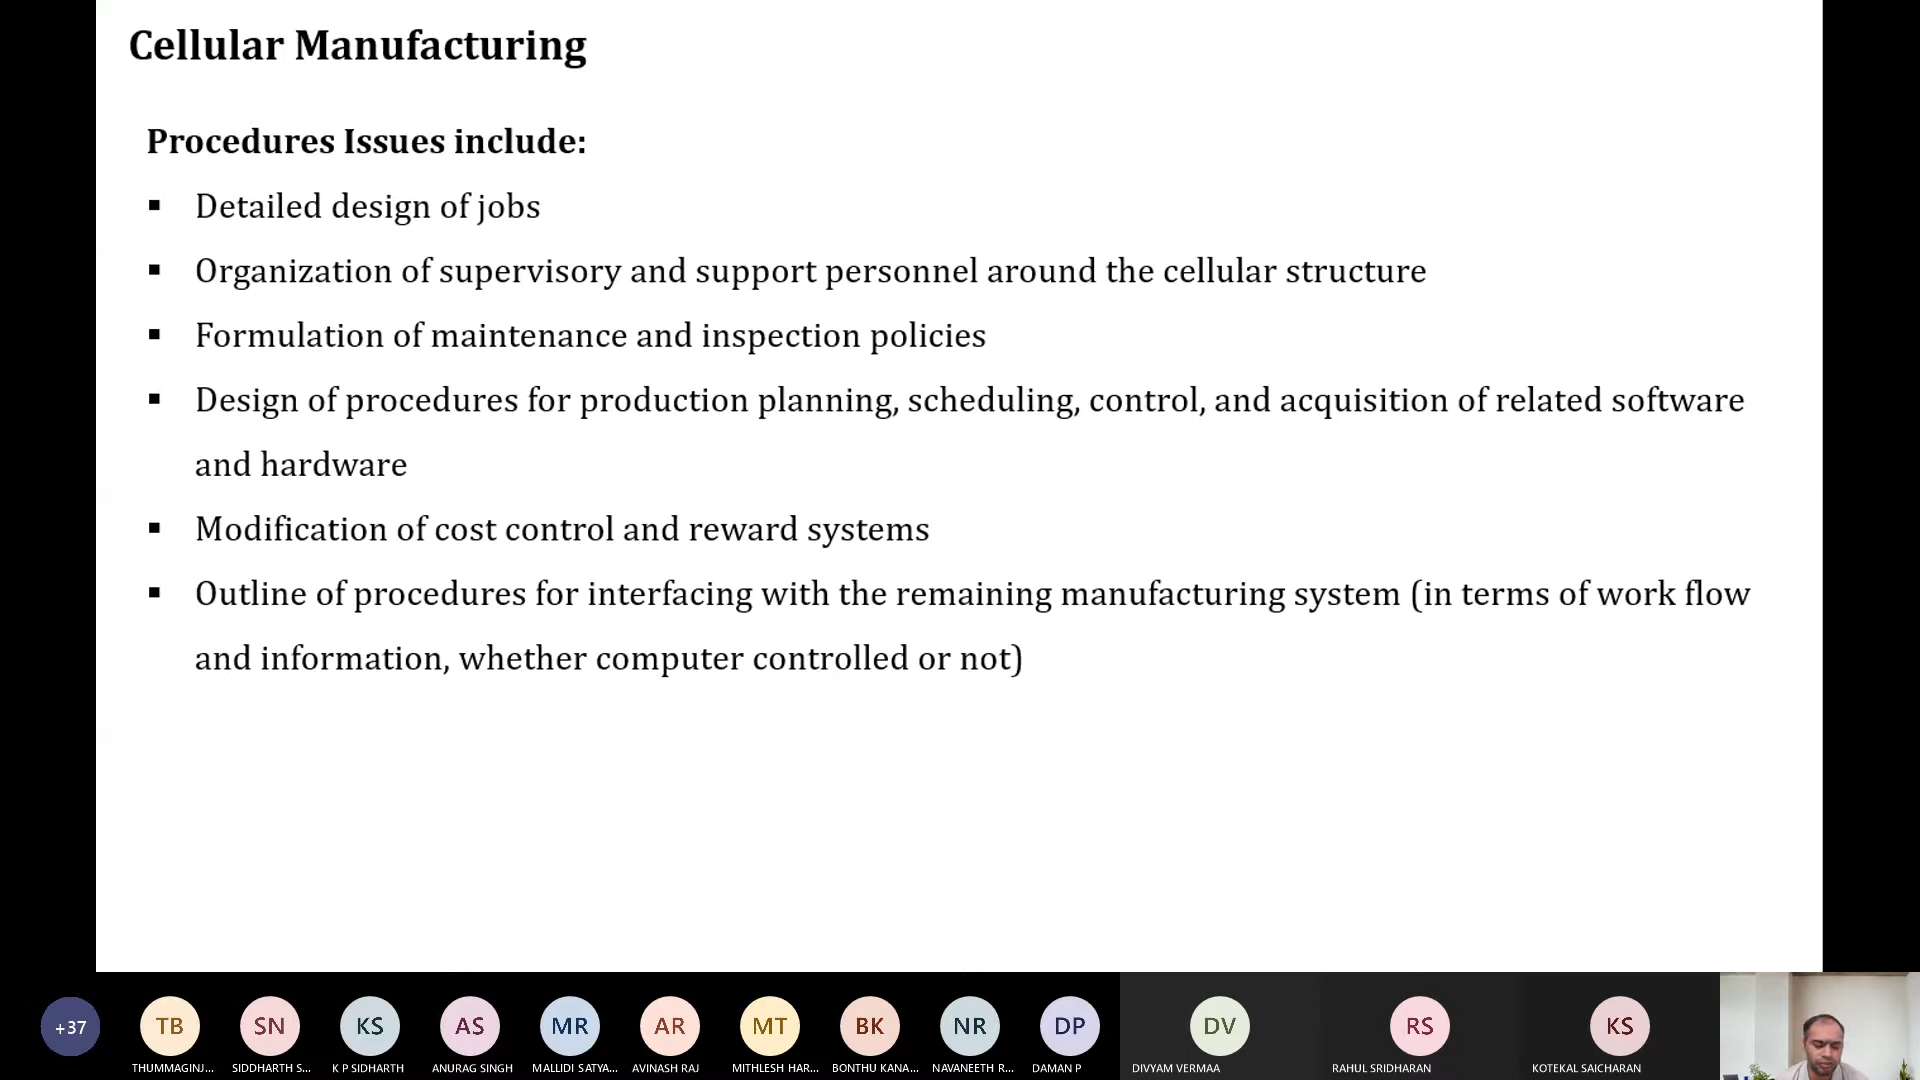 Cellular Manufacturing
Procedures Issues include:
▪ Detailed design of jobs
▪ Organization of supervisory and support personnel around the cellular structure
▪ Formulation of maintenance and inspection policies
▪ Design of procedures for production planning, scheduling, control, and acquisition of related software
and hardware
▪ Modification of cost control and reward systems
▪ Outline of procedures for interfacing with the remaining manufacturing system (in terms of work flow
and information, whether computer controlled or not)
+37 TB SN KS AS MR AR MT BK NR DP DV RS KS
THUMMAGINJ... SIDDHARTH S... K P SIDHARTH ANURAG SINGH MALLIDI SATYA... AVINASH RAJ MITHLESH HAR... BONTHU KANA... NAVANEETH R... DAMAN P DIVYAM VERMAA RAHUL SRIDHARAN KOTEKAL SAICHARAN